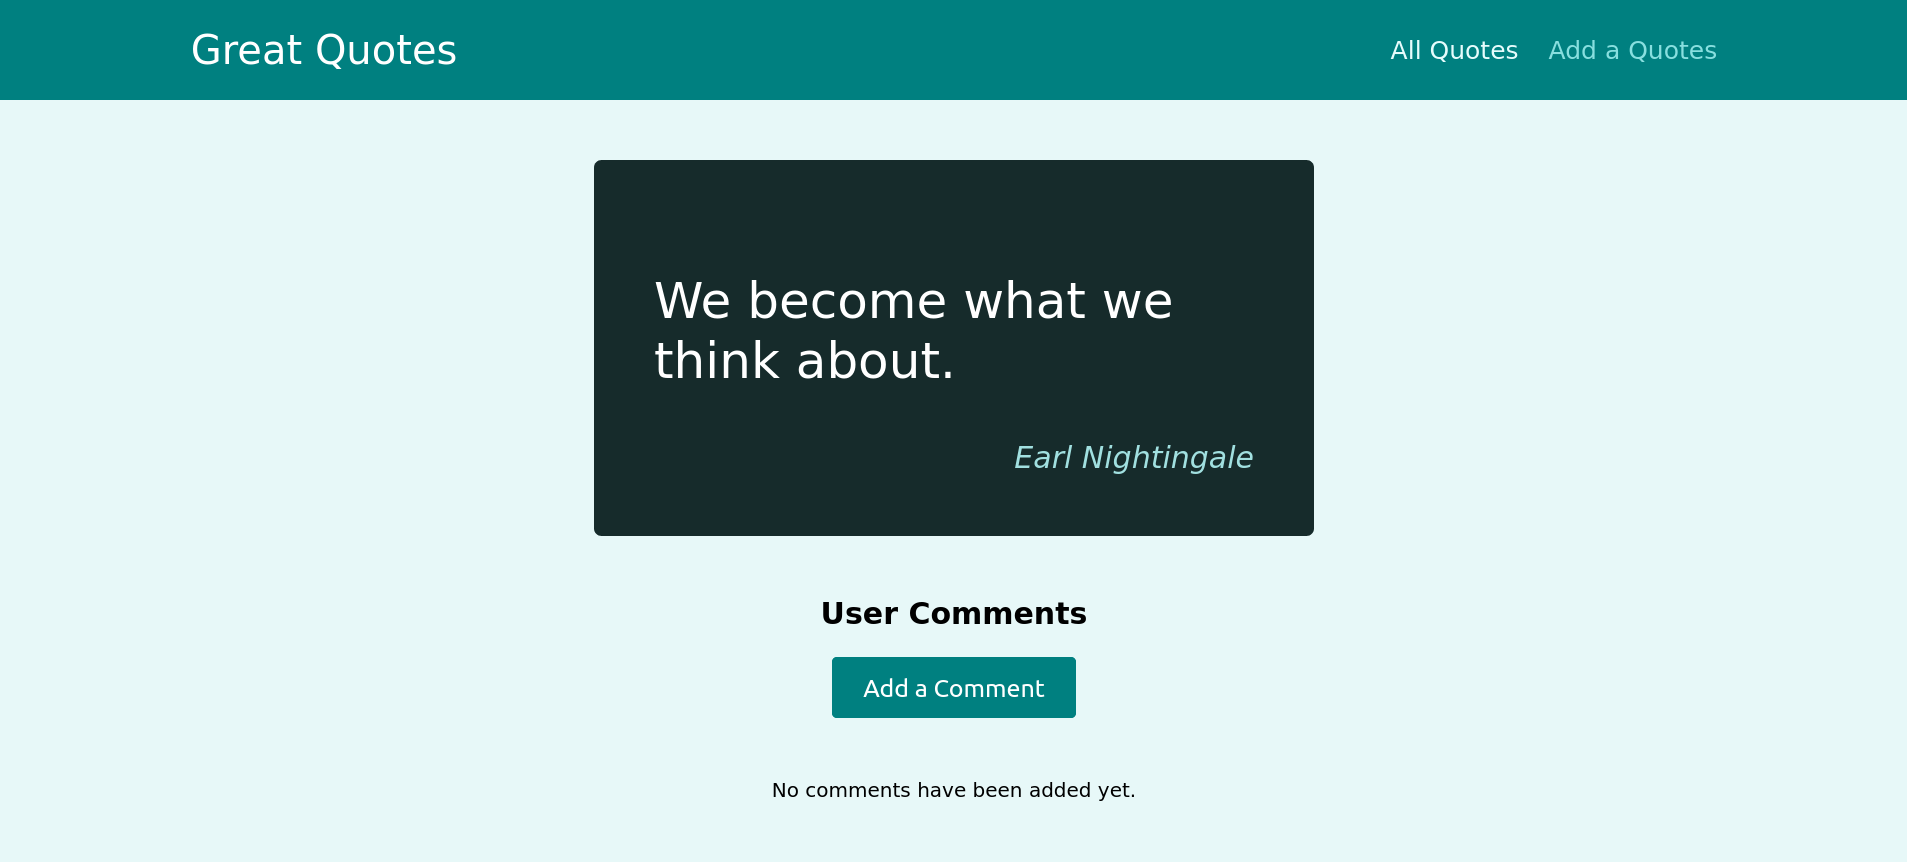 Great Quotes
All Quotes
Add a Quotes
We become what we
think about.
Earl Nightingale
User Comments
Add a Comment
No comments have been added yet.